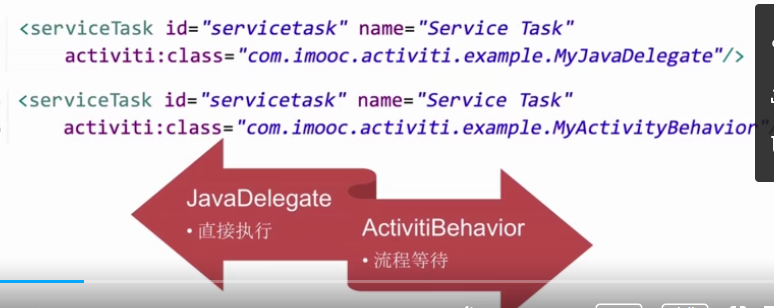 <serviceTask id="servicetask" name="Service Task"
activiti:class="com.imooc.activiti.example.MyJavaDelegate"/>
<serviceTask id="servicetask" name="Service Task"
activiti:class="com.imooc.activiti.example.MyActivityBehavior"
JavaDelegate
• 直接执行
ActivitiBehavior
• 流程等待